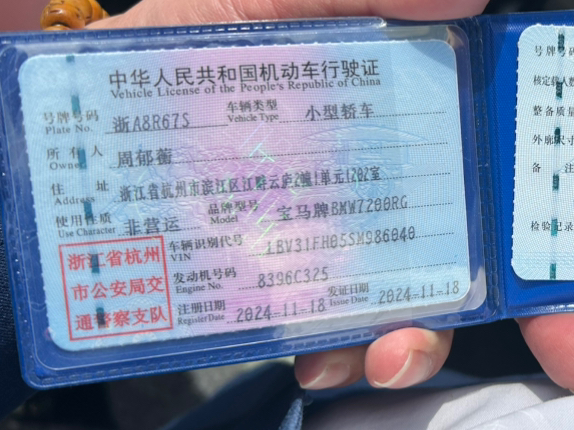 中华人民共和国机动车行驶证
Vehicle License of the People's Republic of China
号牌号码 Plate No. 浙A8R67S 车辆类型 Vehicle Type 小型轿车
所有人 Owner 周郁蕾
住址 Address 浙江省杭州市滨江区江 云庐2幢1单元1202室
使用性质 Use Character 非营运 品牌型号 Model 宝马牌BMW7200RG
浙江省杭州
市公安局交
通警察支队
车辆识别代号 VIN LBV31FH05SM986040
发动机号码 Engine No. 8396C325
注册日期 Register Date 2024-11-18 发证日期 Issue Date 2024-11-18
号牌号
核定载人数
整备质量
外廓尺寸
备 注
检验记录